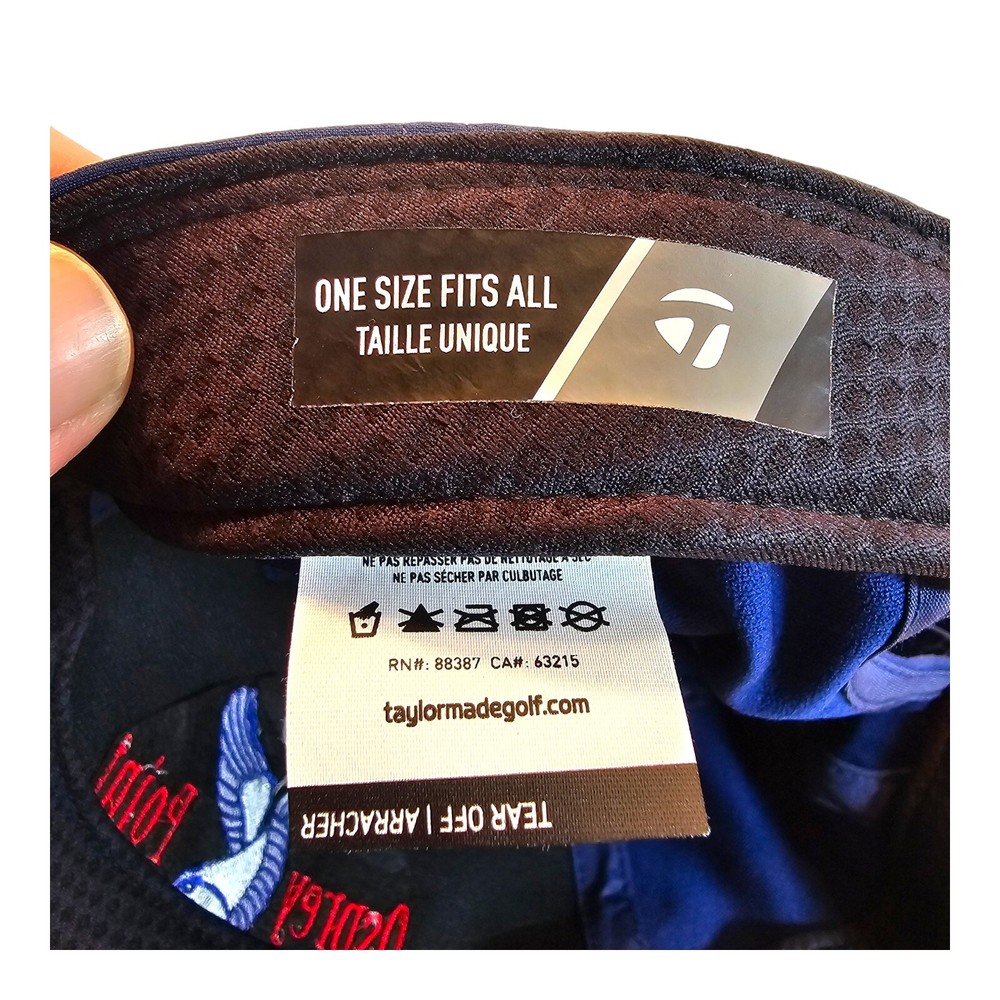 ONE SIZE FITS ALL
TAILLE UNIQUE
NE PAS REPASSER PAS DE NETTOYAGE À SEC
NE PAS SÉCHER PAR CULBUTAGE
RN#: 88387 CA#: 63215
taylormadegolf.com
TEAR OFF | ARRACHER